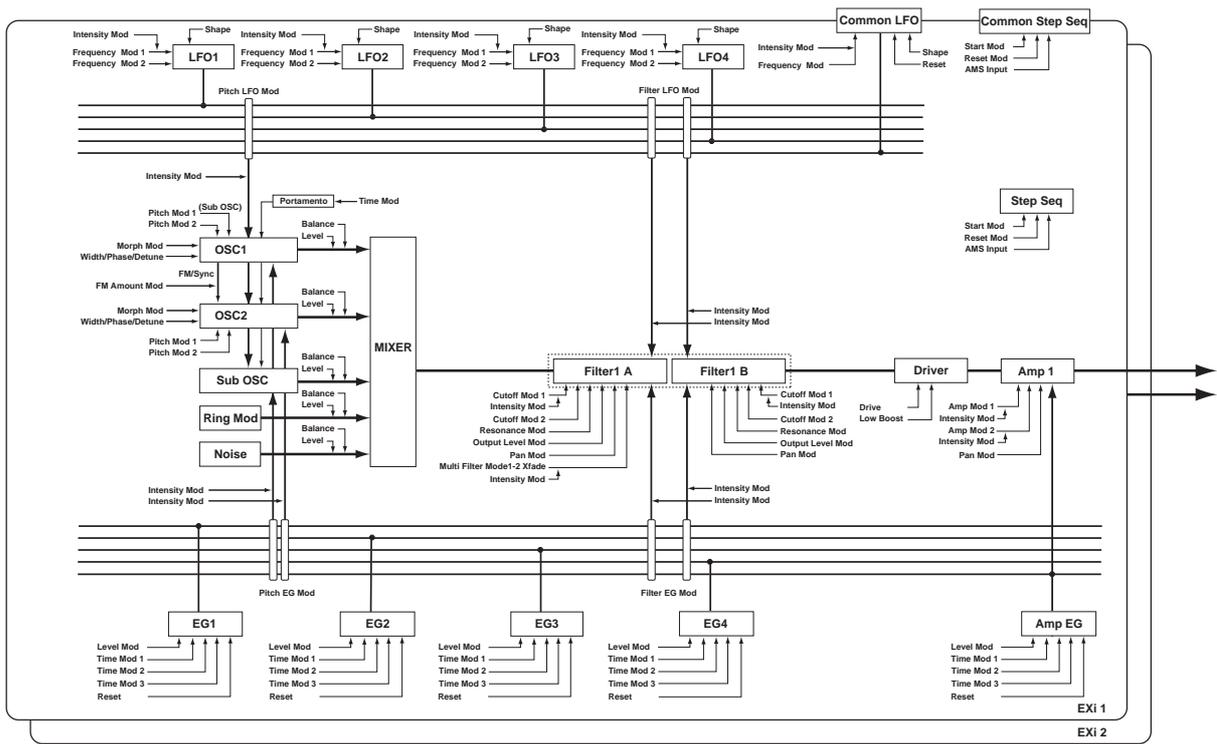 Common LFO
Common Step Seq
Intensity Mod
Shape
Frequency Mod 1
Frequency Mod 2
LFO1
Intensity Mod
Shape
Frequency Mod 1
Frequency Mod 2
LFO2
Intensity Mod
Shape
Frequency Mod 1
Frequency Mod 2
LFO3
Intensity Mod
Shape
Frequency Mod 1
Frequency Mod 2
LFO4
Intensity Mod
Frequency Mod
Shape
Reset
Start Mod
Reset Mod
AMS Input
Pitch LFO Mod
Filter LFO Mod
Intensity Mod
Portamento
Time Mod
(Sub OSC)
Pitch Mod 1
Pitch Mod 2
Step Seq
Start Mod
Reset Mod
AMS Input
Morph Mod
Width/Phase/Detune
OSC1
Balance
Level
FM/Sync
FM Amount Mod
Morph Mod
Width/Phase/Detune
OSC2
Balance
Level
Pitch Mod 1
Pitch Mod 2
MIXER
Intensity Mod
Intensity Mod
Sub OSC
Balance
Level
Ring Mod
Balance
Level
Noise
Balance
Level
Filter1 A
Filter1 B
Driver
Amp 1
Cutoff Mod 1
Intensity Mod
Cutoff Mod 2
Resonance Mod
Output Level Mod
Pan Mod
Multi Filter Mode1-2 Xfade
Intensity Mod
Cutoff Mod 1
Intensity Mod
Cutoff Mod 2
Resonance Mod
Output Level Mod
Pan Mod
Drive
Low Boost
Amp Mod 1
Intensity Mod
Amp Mod 2
Intensity Mod
Pan Mod
Intensity Mod
Intensity Mod
Intensity Mod
Intensity Mod
Pitch EG Mod
Filter EG Mod
EG1
Level Mod
Time Mod 1
Time Mod 2
Time Mod 3
Reset
EG2
Level Mod
Time Mod 1
Time Mod 2
Time Mod 3
Reset
EG3
Level Mod
Time Mod 1
Time Mod 2
Time Mod 3
Reset
EG4
Level Mod
Time Mod 1
Time Mod 2
Time Mod 3
Reset
Amp EG
Level Mod
Time Mod 1
Time Mod 2
Time Mod 3
Reset
EXi 1
EXi 2